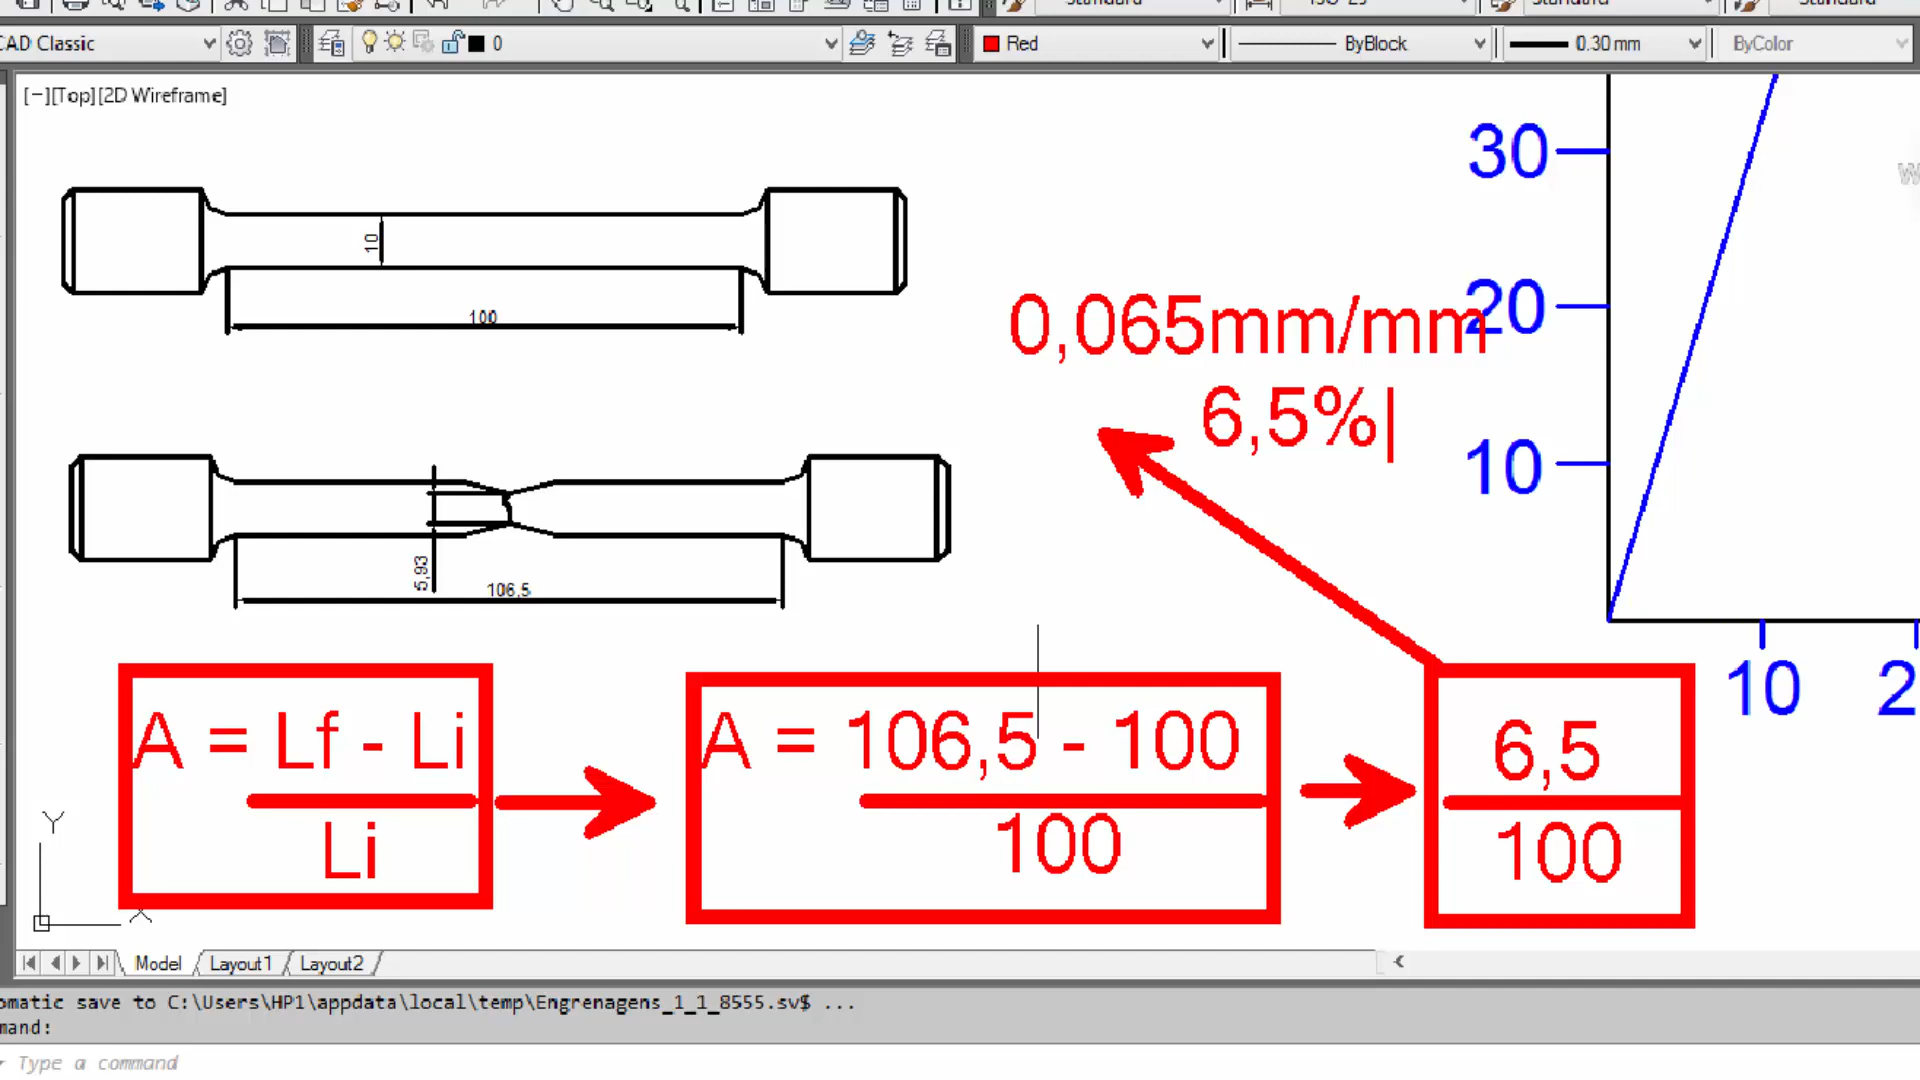 CAD Classic
0
Red
ByBlock
0.30 mm
ByColor
[−][Top][2D Wireframe]
10
100
5,93
106,5
0,065mm/mm
6,5%
30
20
10
10
2
A = Lf - Li
Li
A = 106,5 - 100
100
6,5
100
Y
X
Model
Layout1
Layout2
omatic save to C:\Users\HP1\appdata\local\temp\Engrenagens_1_1_8555.sv$ ...
mand:
Type a command